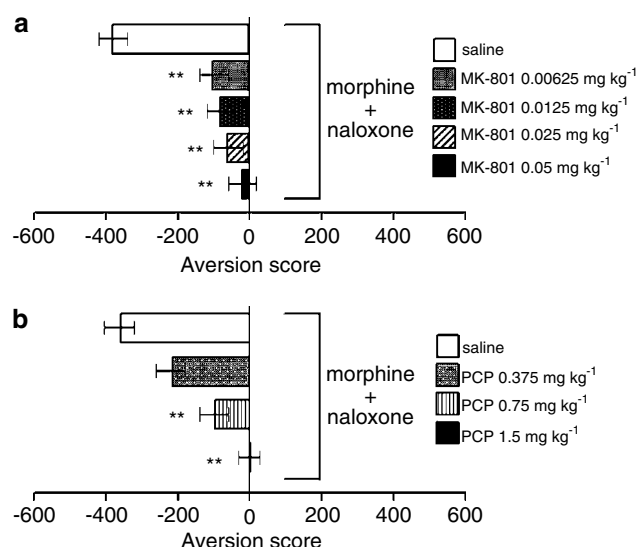 a
saline
MK-801 0.00625 mg kg-1
MK-801 0.0125 mg kg-1
MK-801 0.025 mg kg-1
MK-801 0.05 mg kg-1
**
**
**
**
morphine
+
naloxone
-600 -400 -200 0 200 400 600
Aversion score
b
saline
PCP 0.375 mg kg-1
PCP 0.75 mg kg-1
PCP 1.5 mg kg-1
**
**
morphine
+
naloxone
-600 -400 -200 0 200 400 600
Aversion score